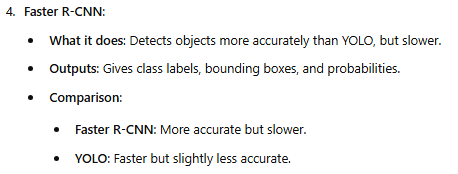 4. Faster R-CNN:
• What it does: Detects objects more accurately than YOLO, but slower.
• Outputs: Gives class labels, bounding boxes, and probabilities.
• Comparison:
• Faster R-CNN: More accurate but slower.
• YOLO: Faster but slightly less accurate.